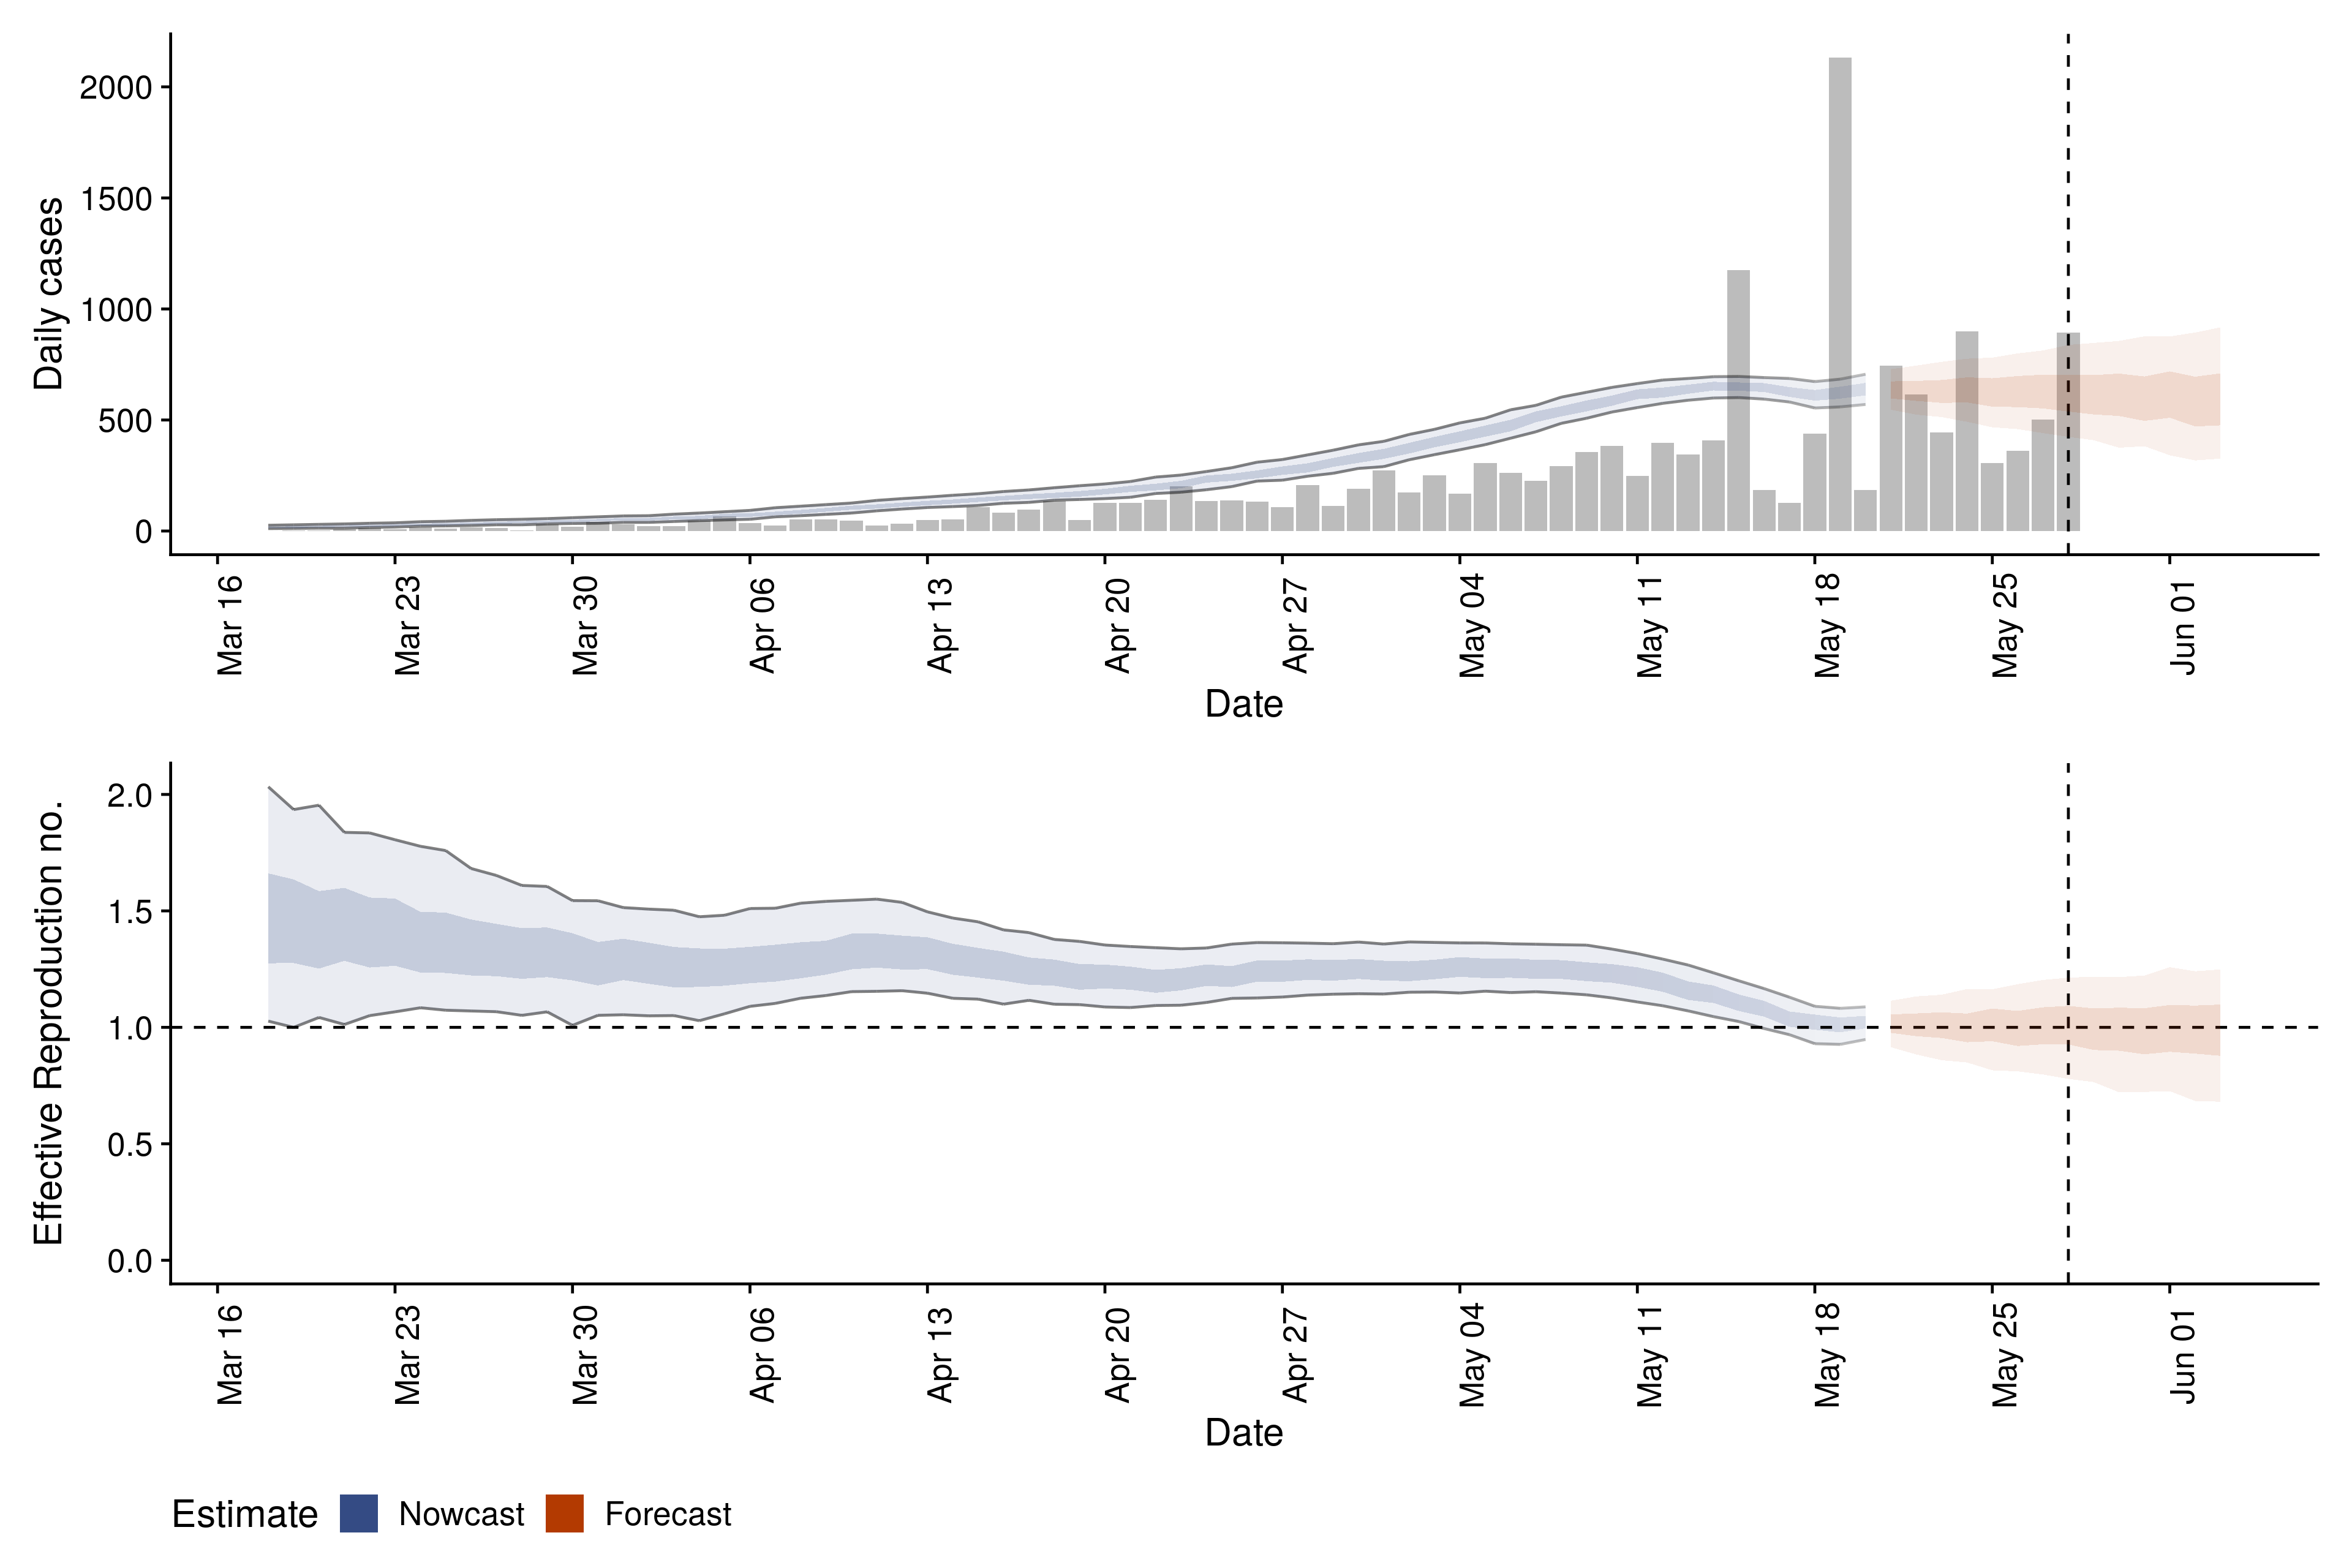 Daily cases
2000
1500
1000
500
0
Mar 16
Mar 23
Mar 30
Apr 06
Apr 13
Apr 20
Apr 27
May 04
May 11
May 18
May 25
Jun 01
Date
Effective Reproduction no.
2.0
1.5
1.0
0.5
0.0
Mar 16
Mar 23
Mar 30
Apr 06
Apr 13
Apr 20
Apr 27
May 04
May 11
May 18
May 25
Jun 01
Date
Estimate Nowcast Forecast